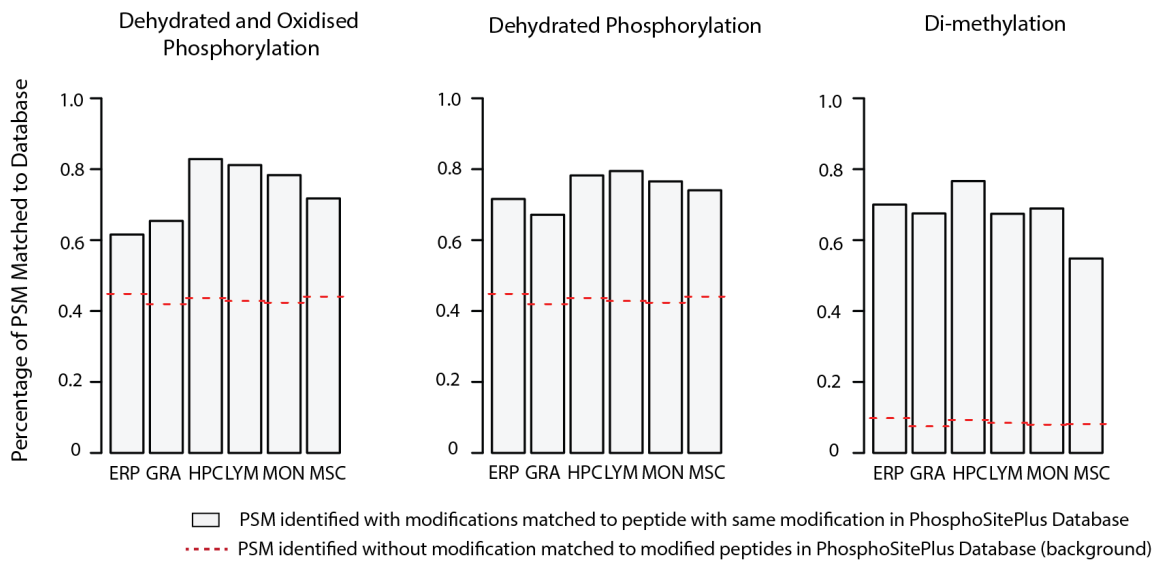 Dehydrated and Oxidised
Phosphorylation
Dehydrated Phosphorylation
Di-methylation
Percentage of PSM Matched to Database
1.0
0.8
0.6
0.4
0.2
0
ERP GRA HPC LYM MON MSC
1.0
0.8
0.6
0.4
0.2
0
ERP GRA HPC LYM MON MSC
1.0
0.8
0.6
0.4
0.2
0
ERP GRA HPC LYM MON MSC
PSM identified with modifications matched to peptide with same modification in PhosphoSitePlus Database
PSM identified without modification matched to modified peptides in PhosphoSitePlus Database (background)